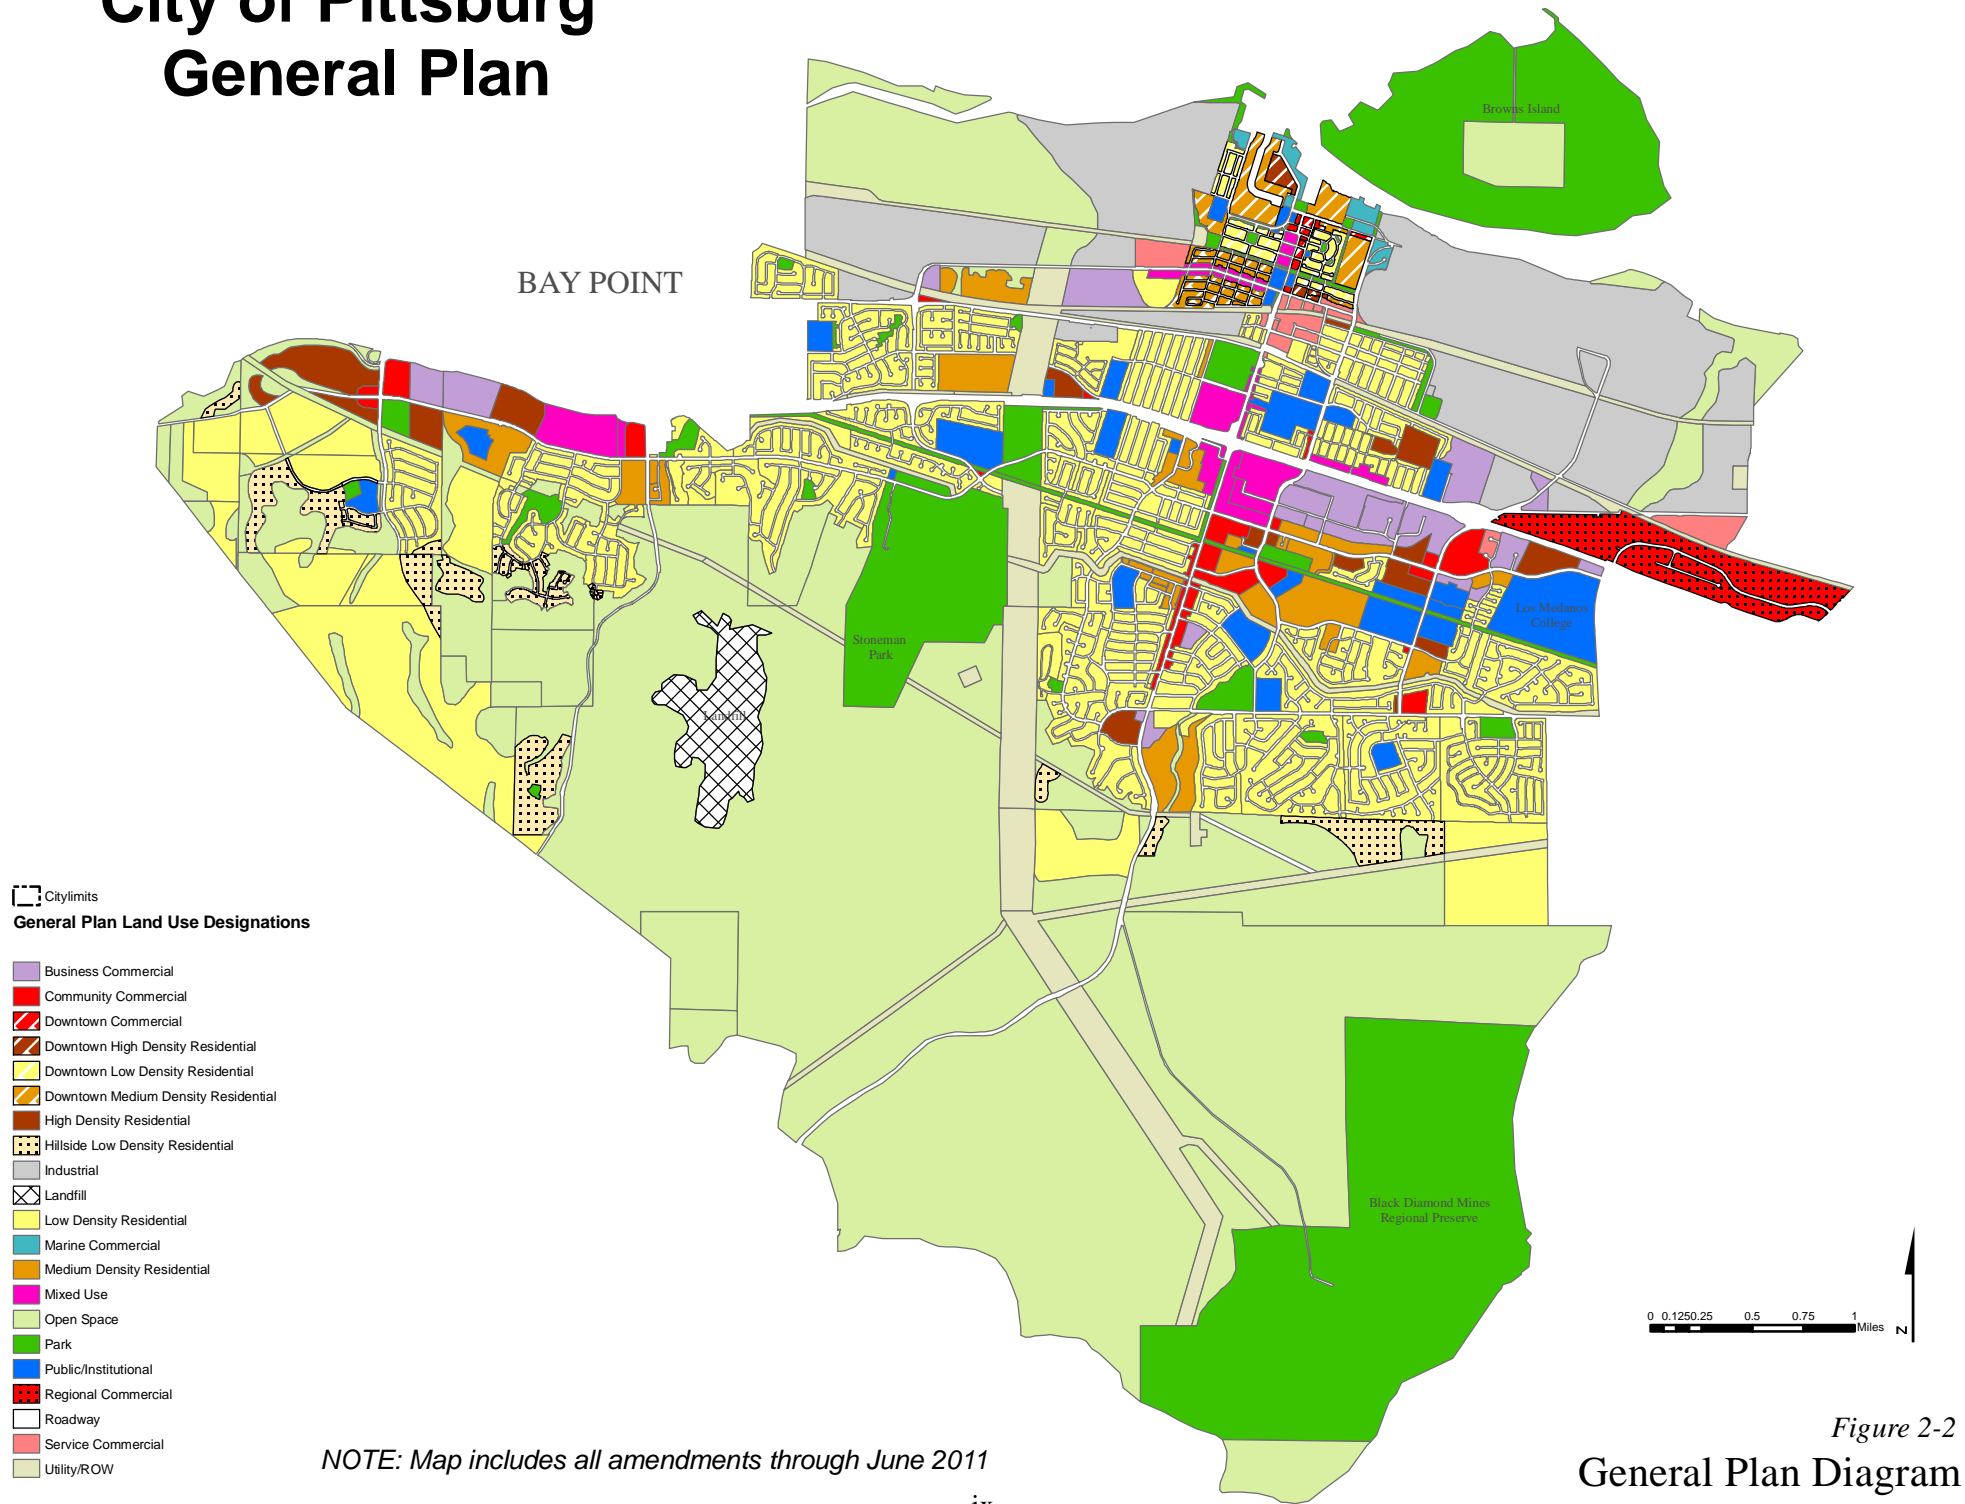 City of Pittsburg
General Plan
Browns Island
BAY POINT
Los Medanos
College
Stoneman
Park
Landfill
Citylimits
General Plan Land Use Designations
Business Commercial
Community Commercial
Downtown Commercial
Downtown High Density Residential
Downtown Low Density Residential
Downtown Medium Density Residential
High Density Residential
Hillside Low Density Residential
Industrial
Landfill
Low Density Residential
Marine Commercial
Medium Density Residential
Mixed Use
Open Space
Park
Public/Institutional
Regional Commercial
Roadway
Service Commercial
Utility/ROW
Black Diamond Mines
Regional Preserve
0 0.1250.25 0.5 0.75 1
Miles
N
NOTE: Map includes all amendments through June 2011
Figure 2-2
General Plan Diagram
ix